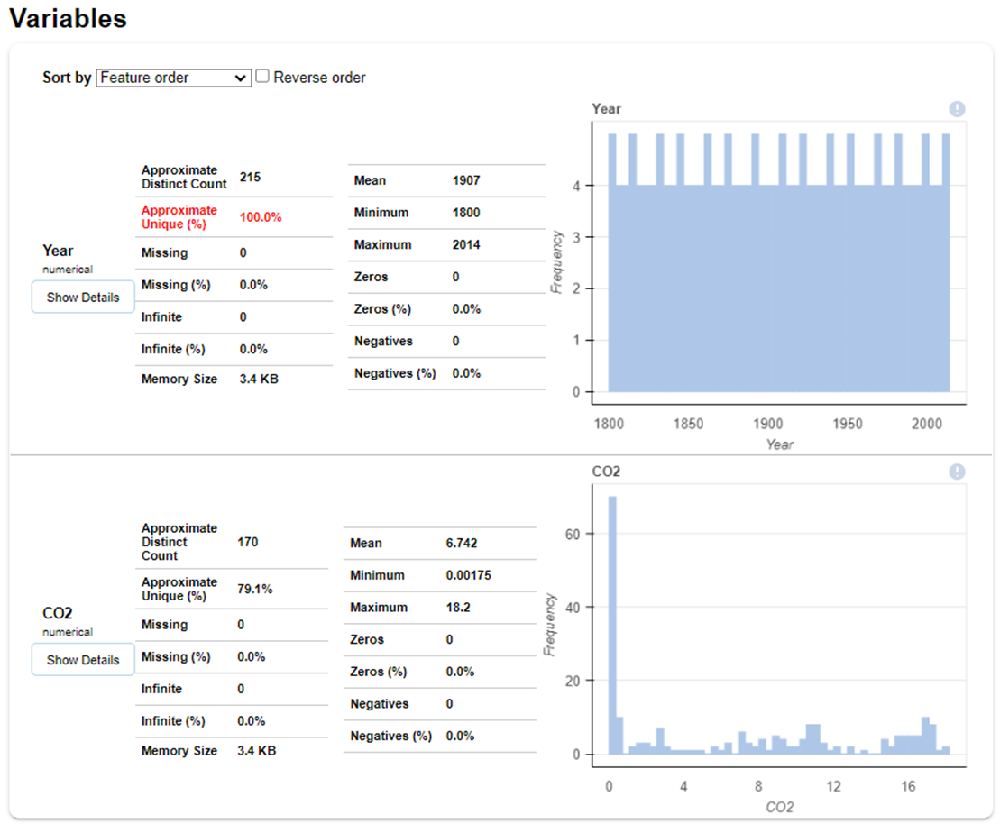 Variables
Sort by Feature order Reverse order
Year
numerical
Show Details
Approximate
Distinct Count 215
Approximate
Unique (%) 100.0%
Missing 0
Missing (%) 0.0%
Infinite 0
Infinite (%) 0.0%
Memory Size 3.4 KB
Mean 1907
Minimum 1800
Maximum 2014
Zeros 0
Zeros (%) 0.0%
Negatives 0
Negatives (%) 0.0%
Year
!
Frequency
4
3
2
1
0
1800 1850 1900 1950 2000
Year
CO2
numerical
Show Details
Approximate
Distinct
Count 170
Approximate
Unique (%) 79.1%
Missing 0
Missing (%) 0.0%
Infinite 0
Infinite (%) 0.0%
Memory Size 3.4 KB
Mean 6.742
Minimum 0.00175
Maximum 18.2
Zeros 0
Zeros (%) 0.0%
Negatives 0
Negatives (%) 0.0%
CO2
!
Frequency
60
40
20
0
0 4 8 12 16
CO2